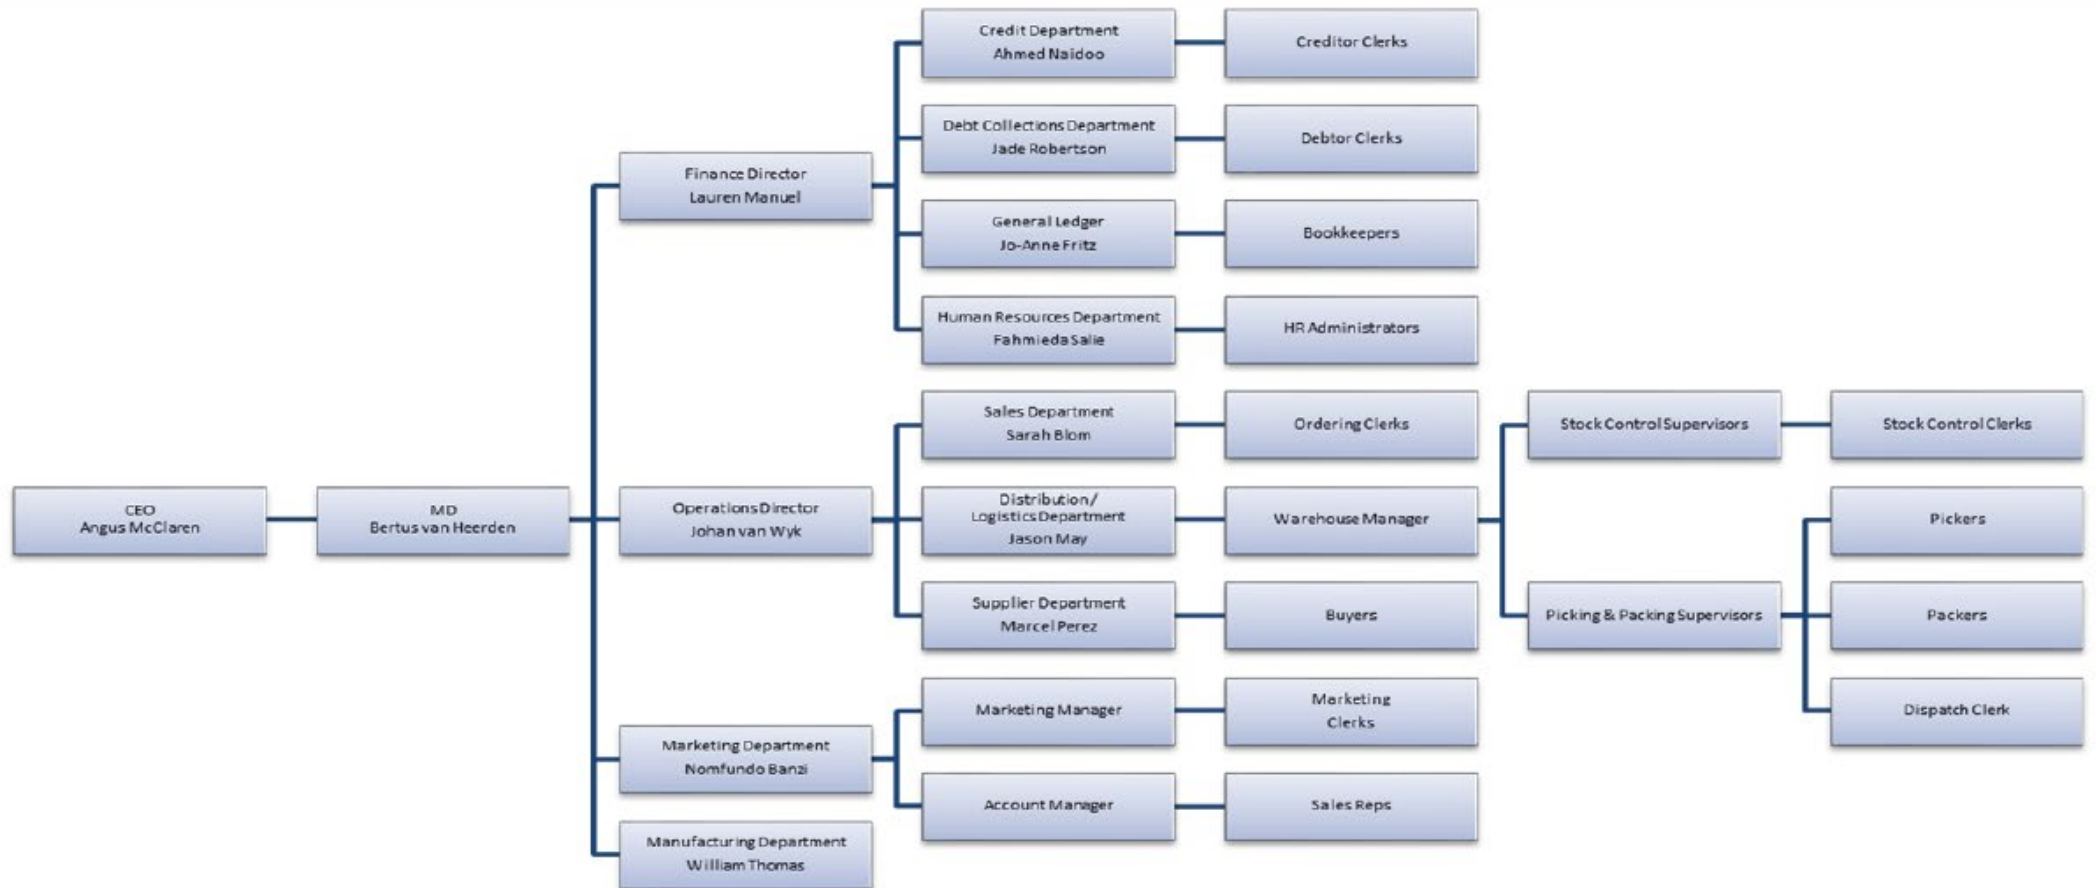 CEO
Angus McClaren
MD
Bertus van Heerden
Finance Director
Lauren Manuel
Credit Department
Ahmed Naidoo
Creditor Clerks
Debt Collections Department
Jade Robertson
Debtor Clerks
General Ledger
Jo-Anne Fritz
Bookkeepers
Human Resources Department
Fahmieda Salie
HR Administrators
Operations Director
Johan van Wyk
Sales Department
Sarah Blom
Ordering Clerks
Distribution/
Logistics Department
Jason May
Warehouse Manager
Stock Control Supervisors
Stock Control Clerks
Picking & Packing Supervisors
Pickers
Packers
Dispatch Clerk
Supplier Department
Marcel Perez
Buyers
Marketing Department
Nomfundo Banzi
Marketing Manager
Marketing
Clerks
Account Manager
Sales Reps
Manufacturing Department
William Thomas